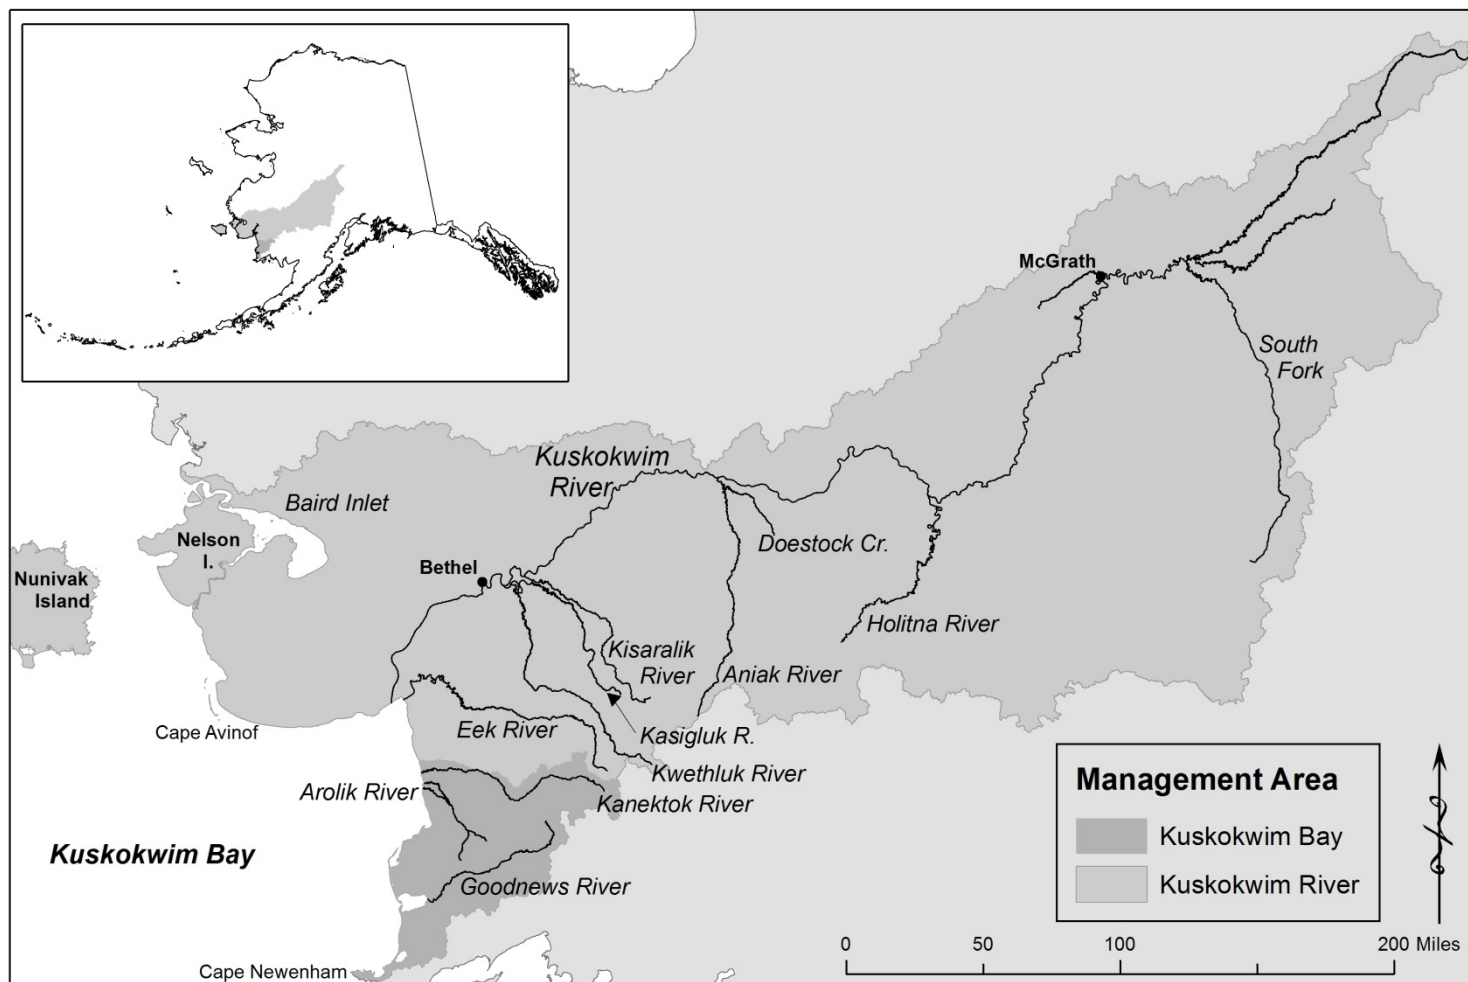 McGrath
South
Fork
Kuskokwim
River
Baird Inlet
Nelson
I.
Doestock Cr.
Bethel
Nunivak
Island
Holitna River
Kisaralik
River
Aniak River
Cape Avinof
Eek River
Kasigluk R.
Kwethluk River
Arolik River
Kanektok River
Kuskokwim Bay
Goodnews River
Cape Newenham
Management Area
Kuskokwim Bay
Kuskokwim River
0 50 100 200 Miles